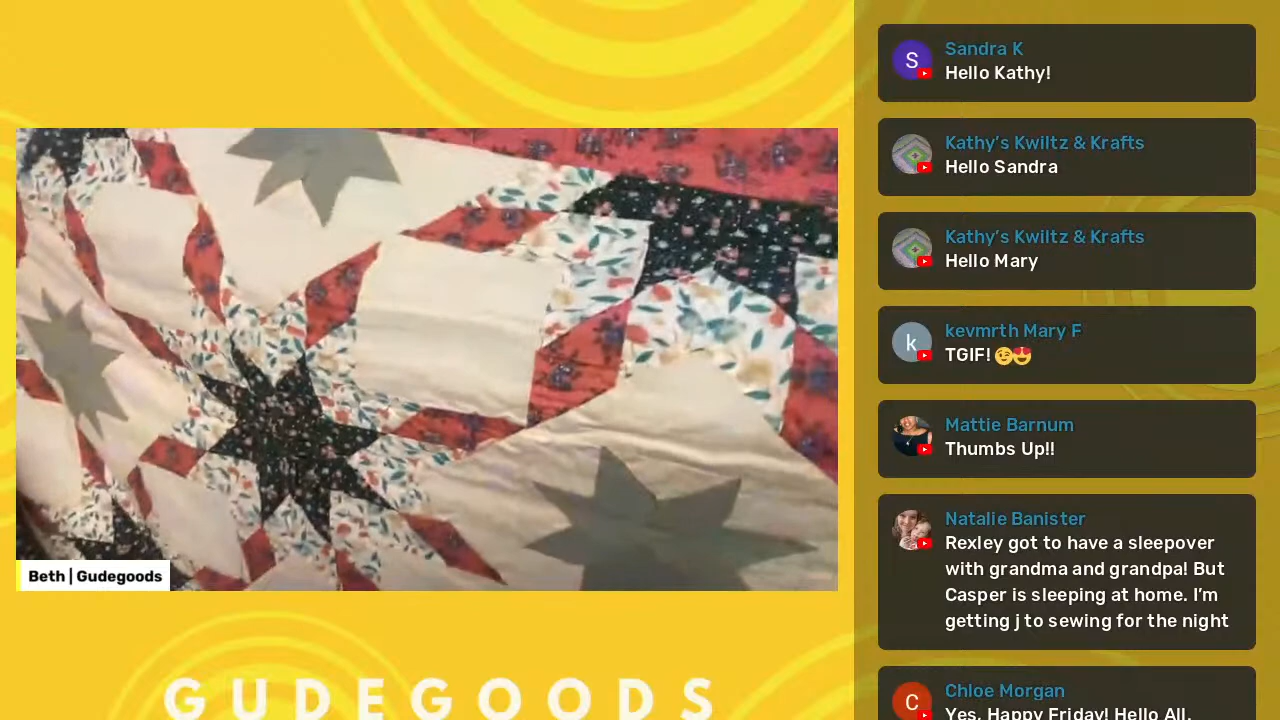 Sandra K
Hello Kathy!
Kathy’s Kwiltz & Krafts
Hello Sandra
Kathy’s Kwiltz & Krafts
Hello Mary
kevmrth Mary F
TGIF! 😉😍
Mattie Barnum
Thumbs Up!!
Natalie Banister
Rexley got to have a sleepover
with grandma and grandpa! But
Casper is sleeping at home. I’m
getting j to sewing for the night
Chloe Morgan
Yes, Happy Friday! Hello All,
Beth | Gudegoods
GUDEGOODS
S
k
C